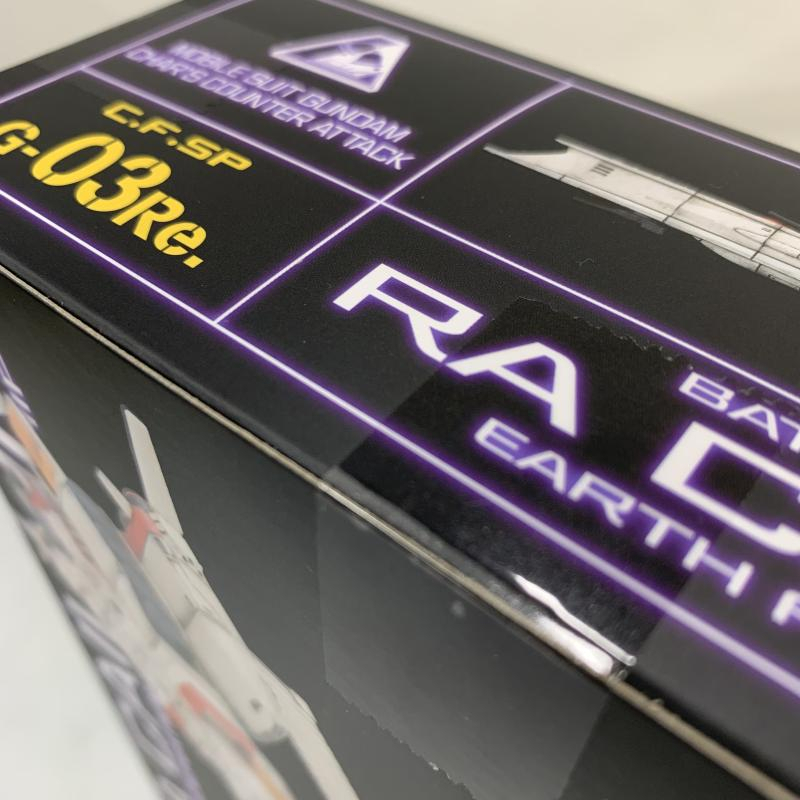 MOBILE SUIT GUNDAM
CHAR'S COUNTER ATTACK
C.F.SP
G-03Re.
RA
BAT
EARTH